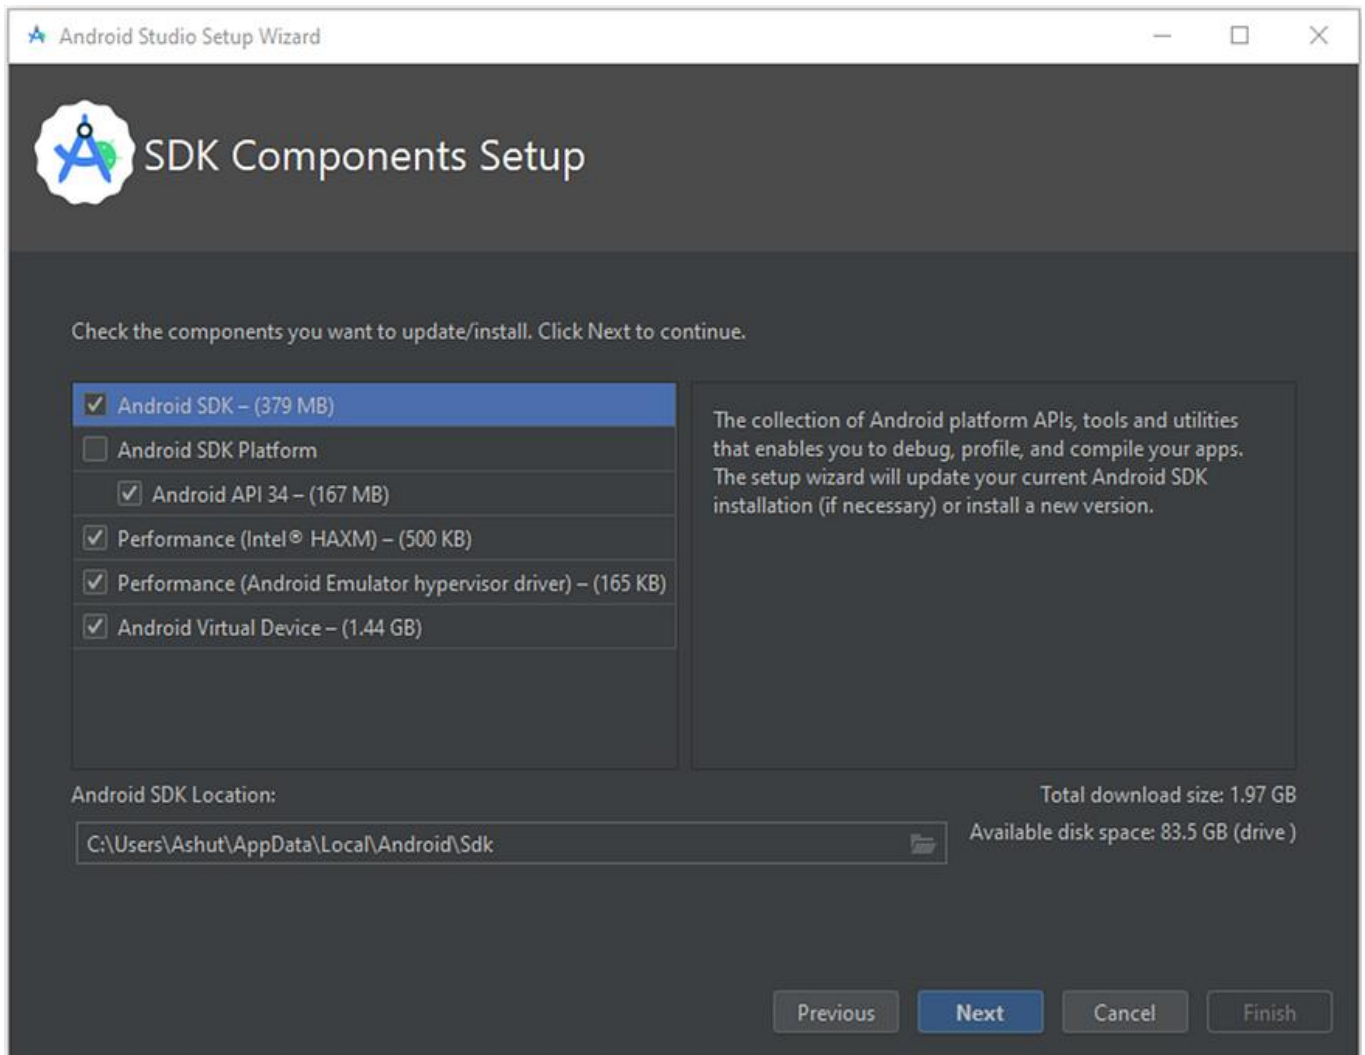 Android Studio Setup Wizard
SDK Components Setup
Check the components you want to update/install. Click Next to continue.
Android SDK – (379 MB)
Android SDK Platform
Android API 34 – (167 MB)
Performance (Intel® HAXM) – (500 KB)
Performance (Android Emulator hypervisor driver) – (165 KB)
Android Virtual Device – (1.44 GB)
The collection of Android platform APIs, tools and utilities
that enables you to debug, profile, and compile your apps.
The setup wizard will update your current Android SDK
installation (if necessary) or install a new version.
Android SDK Location:
C:\Users\Ashut\AppData\Local\Android\Sdk
Total download size: 1.97 GB
Available disk space: 83.5 GB (drive )
Previous
Next
Cancel
Finish